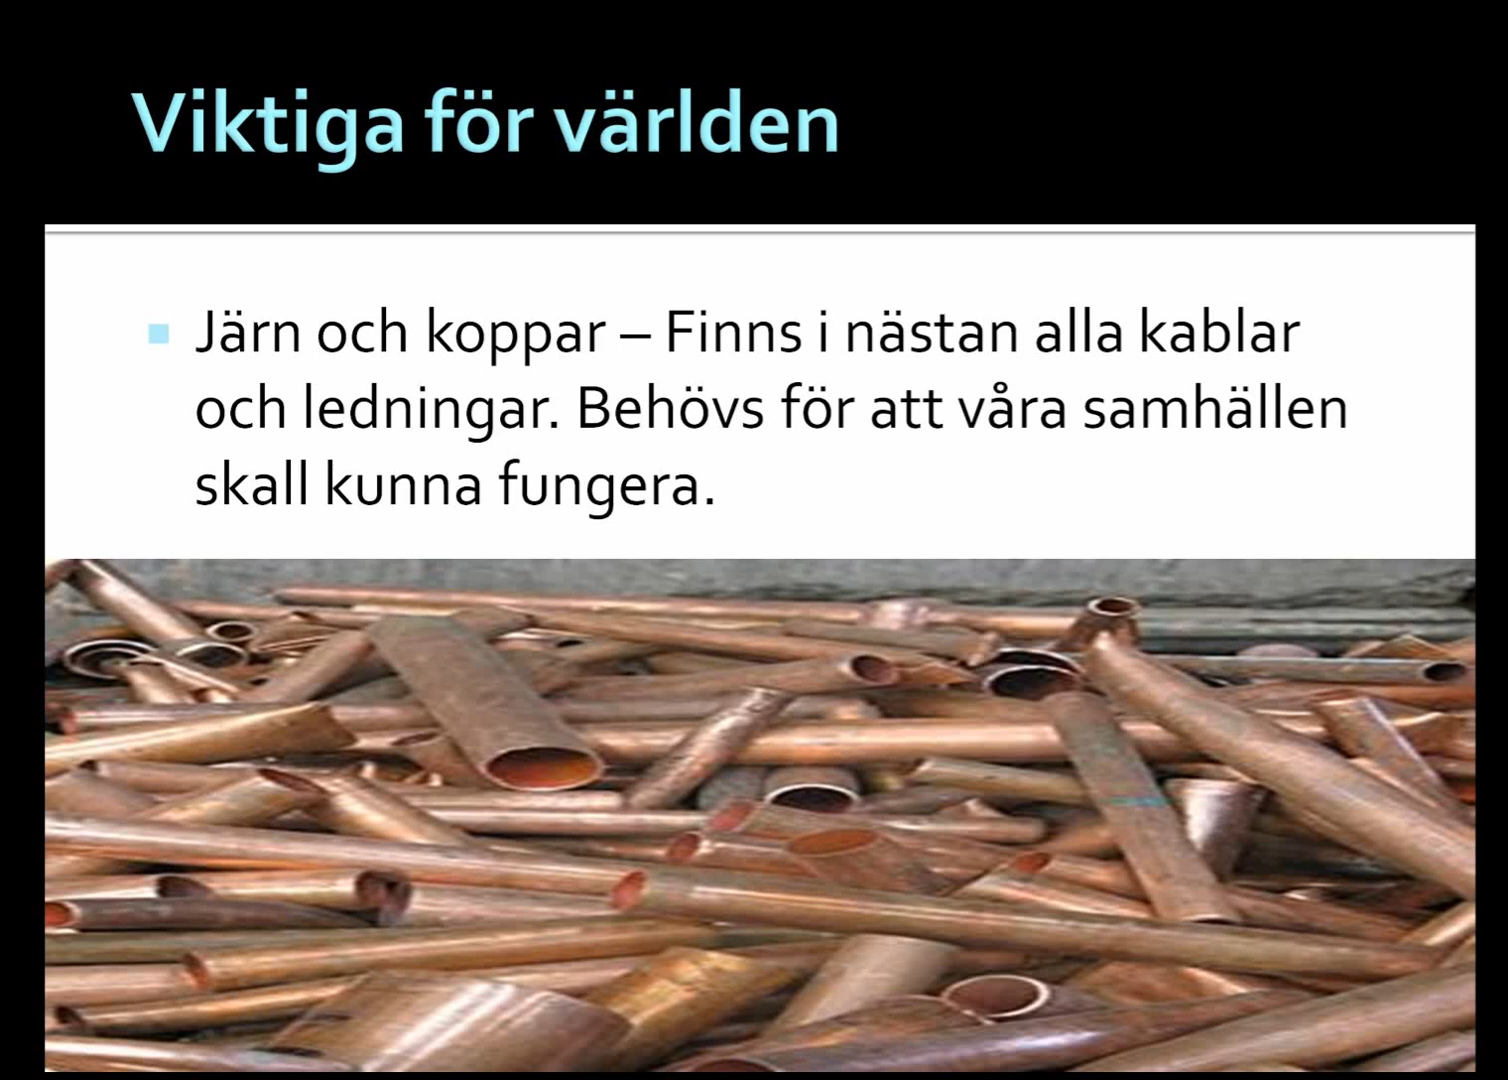 Viktiga för världen
Järn och koppar – Finns i nästan alla kablar
och ledningar. Behövs för att våra samhällen
skall kunna fungera.